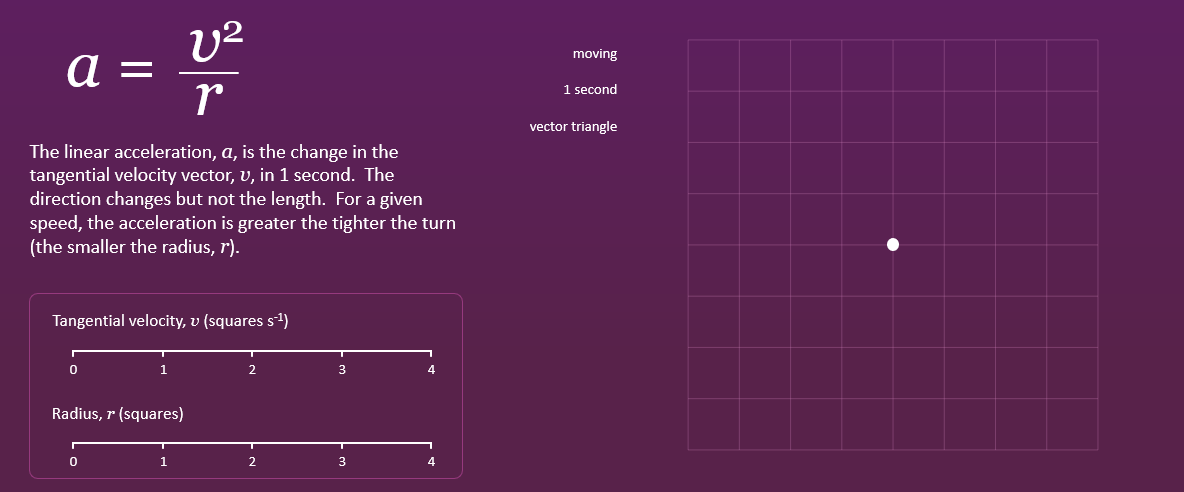 a = v²/r
The linear acceleration, a, is the change in the
tangential velocity vector, v, in 1 second. The
direction changes but not the length. For a given
speed, the acceleration is greater the tighter the turn
(the smaller the radius, r).
Tangential velocity, v (squares s⁻¹)
0 1 2 3 4
Radius, r (squares)
0 1 2 3 4
moving
1 second
vector triangle